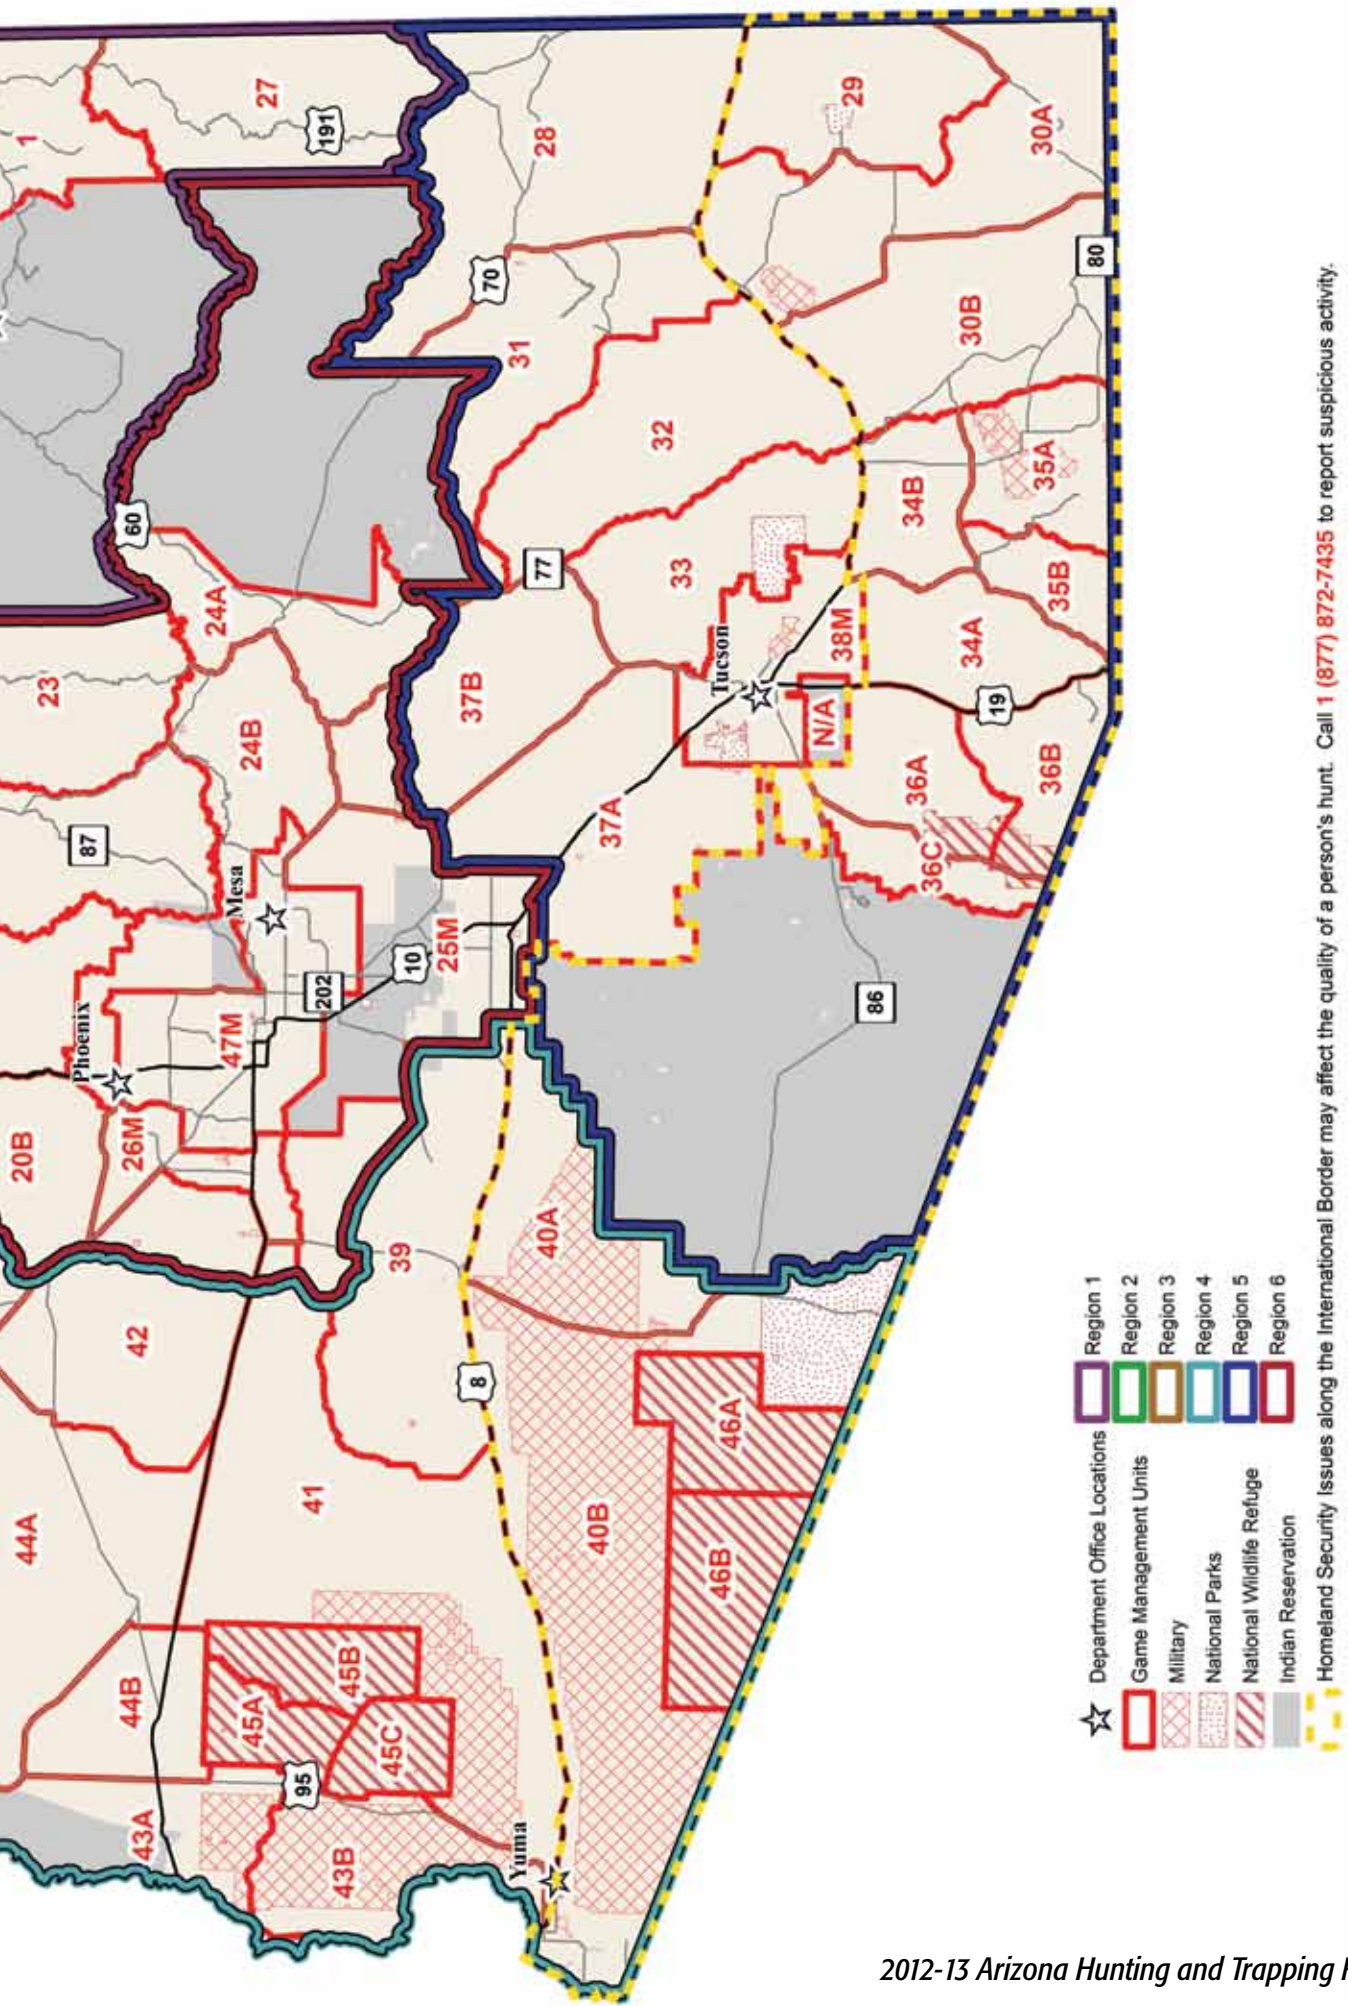 1
27
191
28
29
30A
70
31
80
30B
32
60
24A
77
33
34B
35A
35B
34A
38M
Tucson
N/A
19
36A
36B
36C
23
24B
37B
37A
87
Mesa
25M
10
202
Phoenix
47M
26M
20B
86
39
40A
42
8
41
44A
40B
46A
46B
44B
45A
45B
45C
95
43A
43B
Yuma
Department Office Locations
Game Management Units
Military
National Parks
National Wildlife Refuge
Indian Reservation
Region 1
Region 2
Region 3
Region 4
Region 5
Region 6
Homeland Security Issues along the International Border may affect the quality of a person's hunt. Call 1 (877) 872-7435 to report suspicious activity.
2012-13 Arizona Hunting and Trapping